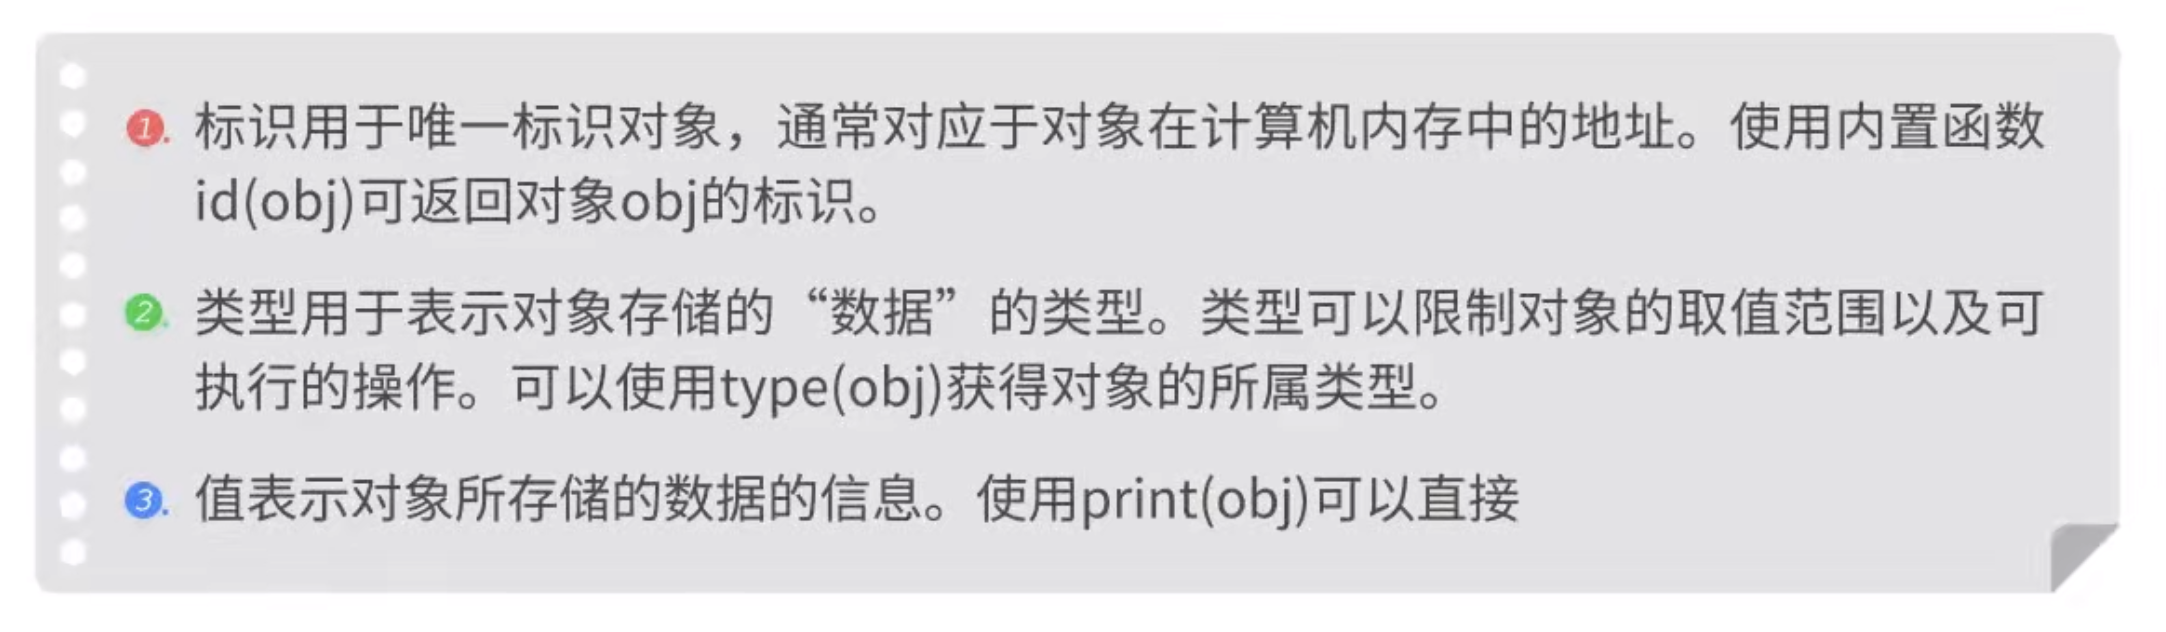 1. 标识用于唯一标识对象，通常对应于对象在计算机内存中的地址。使用内置函数
id(obj)可返回对象obj的标识。
2. 类型用于表示对象存储的“数据”的类型。类型可以限制对象的取值范围以及可
执行的操作。可以使用type(obj)获得对象的所属类型。
3. 值表示对象所存储的数据的信息。使用print(obj)可以直接